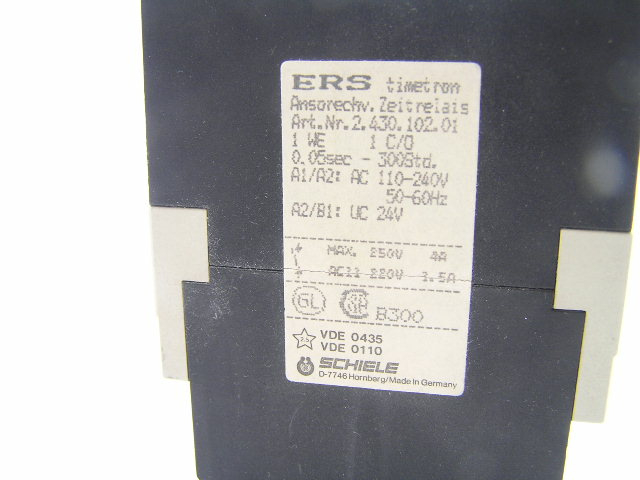 ERS timetron
Ansprechv. Zeitrelais
Art.Nr.2.430.102.01
1 WE 1 C/O
0.05sec - 300Std.
A1/A2: AC 110-240V
50-60Hz
A2/B1: UC 24V
MAX. 250V 4A
AC11 220V 1.5A
GL B300
VDE 0435
VDE 0110
SCHIELE
D-7746 Hornberg/Made in Germany